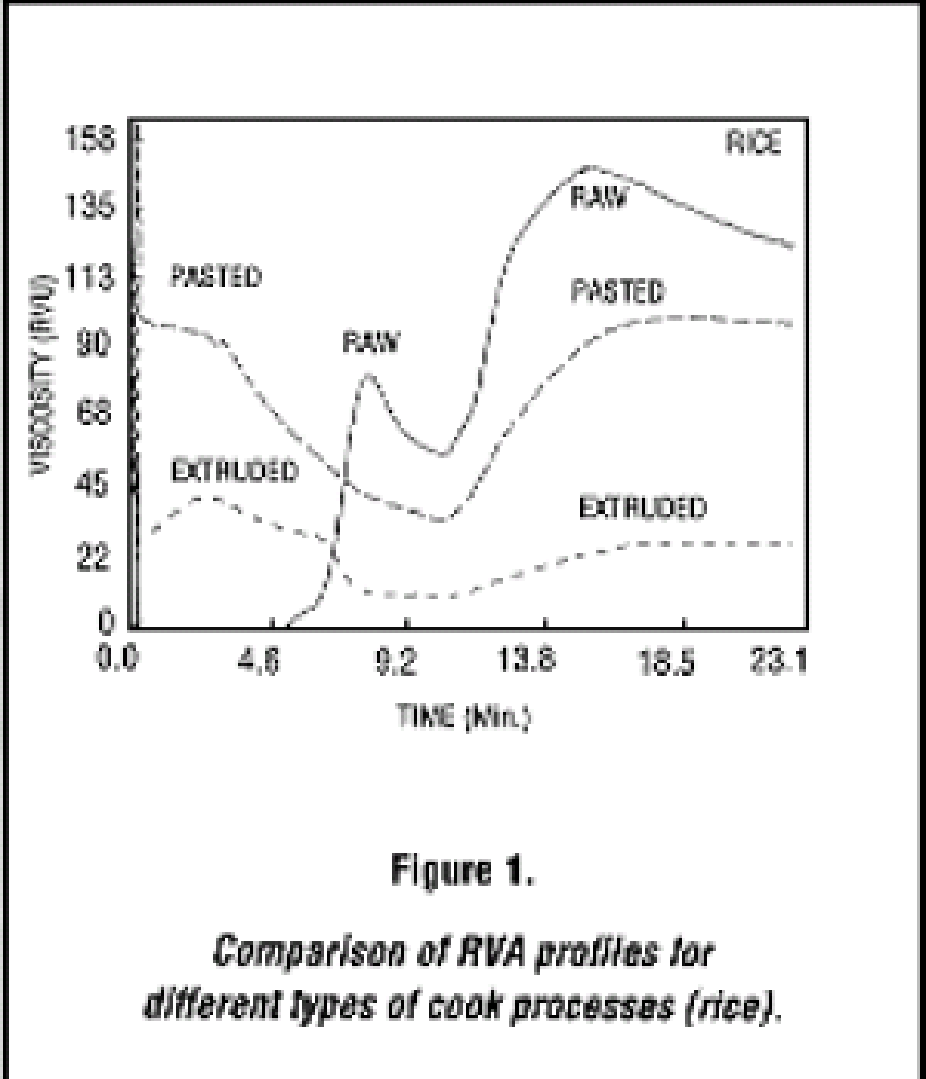 RICE
158
135
113
90
68
45
22
0
VISCOSITY (RVU)
PASTED
RAW
EXTRUDED
RAW
PASTED
EXTRUDED
0.0 4.6 9.2 13.8 18.5 23.1
TIME (Min.)
Figure 1.
Comparison of RVA profiles for
different types of cook processes (rice).